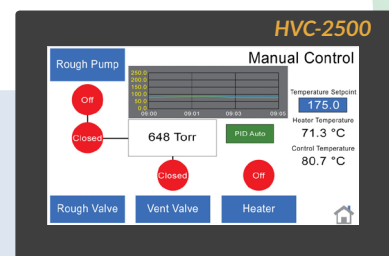 HVC-2500
Manual Control
Rough Pump
250.0
200.0
150.0
100.0
50.0
0.0
09:00 09:01 09:03 09:05
Temperature Setpoint
175.0
Off
Heater Temperature
71.3 °C
Closed
648 Torr
PID Auto
Control Temperature
80.7 °C
Closed
Off
Rough Valve
Vent Valve
Heater